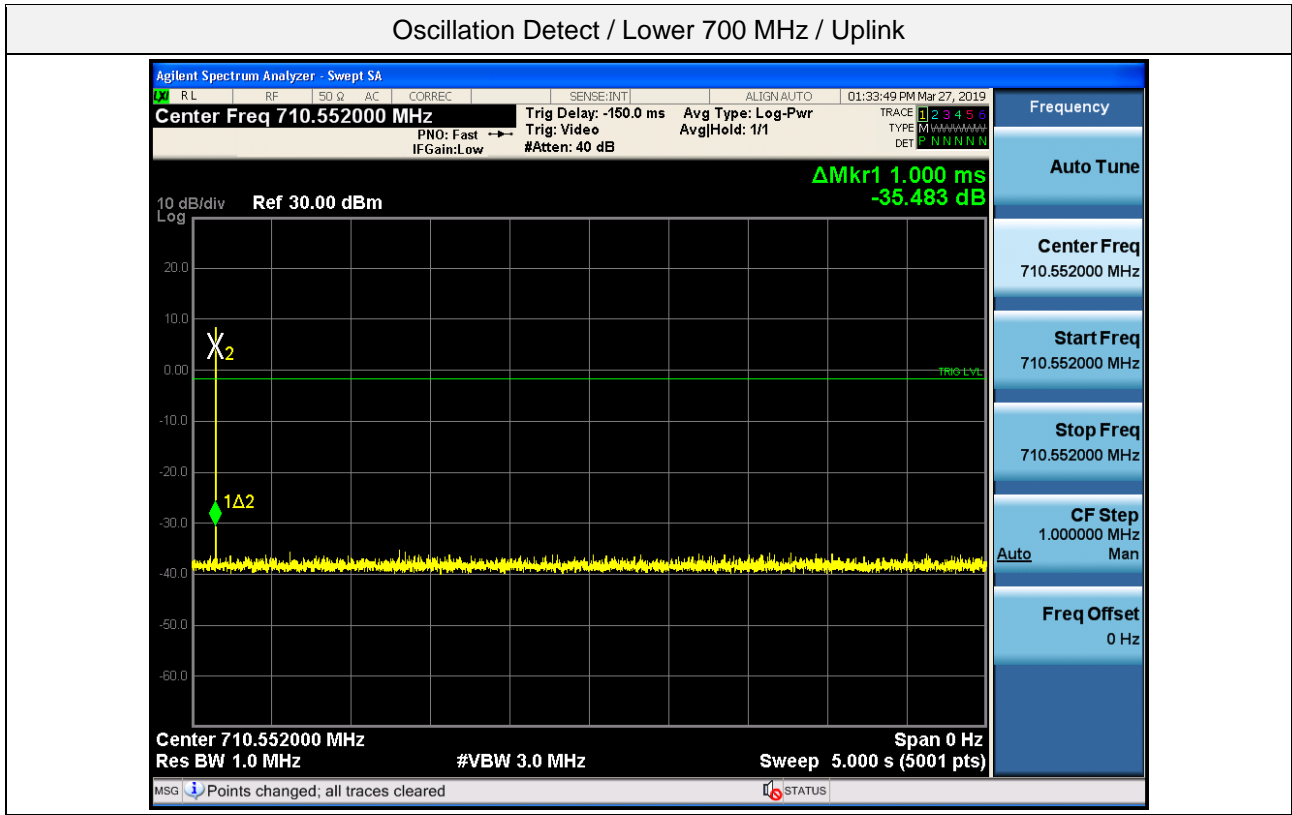 Oscillation Detect / Lower 700 MHz / Uplink
Agilent Spectrum Analyzer - Swept SA
LXI RL RF 50 Ω AC CORREC SENSE:INT ALIGN AUTO 01:33:49 PM Mar 27, 2019
Center Freq 710.552000 MHz
PNO: Fast
IFGain:Low
Trig Delay: -150.0 ms
Trig: Video
#Atten: 40 dB
Avg Type: Log-Pwr
Avg|Hold: 1/1
TRACE 1 2 3 4 5 6
TYPE M WWWWW
DET P N N N N N
ΔMkr1 1.000 ms
-35.483 dB
10 dB/div Ref 30.00 dBm
Log
20.0
10.0
2
0.00
TRIG LVL
-10.0
-20.0
1Δ2
-30.0
-40.0
-50.0
-60.0
Center 710.552000 MHz Span 0 Hz
Res BW 1.0 MHz #VBW 3.0 MHz Sweep 5.000 s (5001 pts)
MSG Points changed; all traces cleared STATUS
Frequency
Auto Tune
Center Freq
710.552000 MHz
Start Freq
710.552000 MHz
Stop Freq
710.552000 MHz
CF Step
1.000000 MHz
Auto Man
Freq Offset
0 Hz